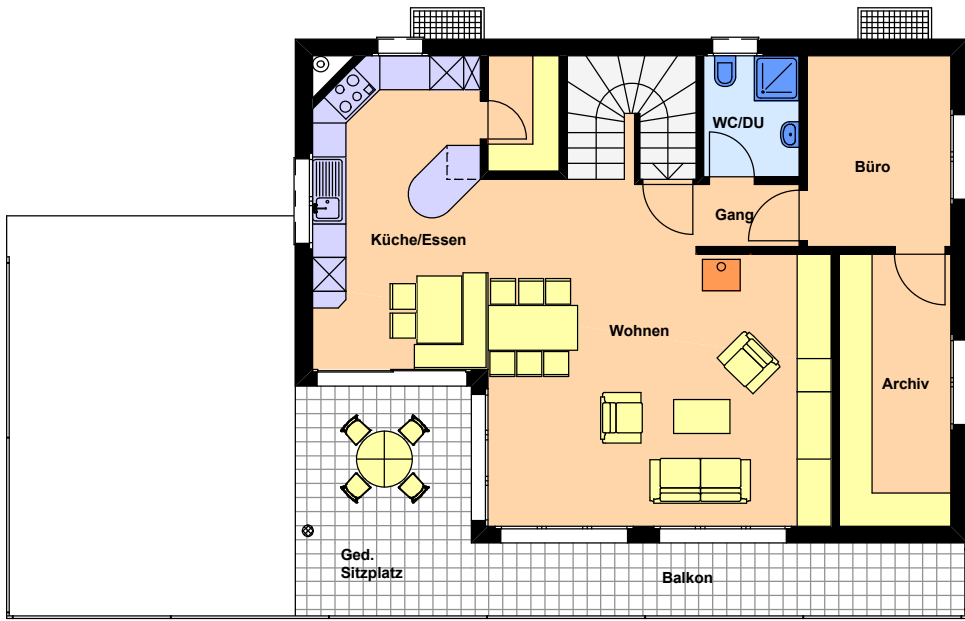 WC/DU
Büro
Gang
Küche/Essen
Wohnen
Archiv
Ged.
Sitzplatz
Balkon